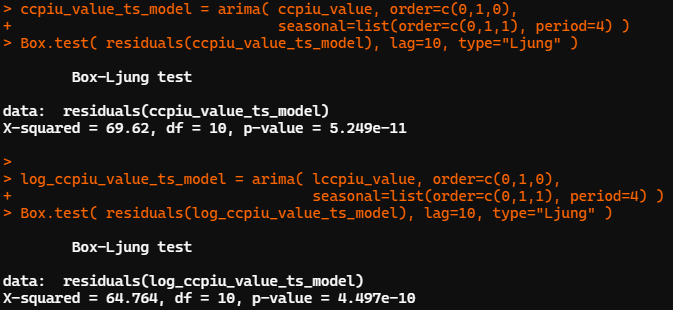 > ccpiu_value_ts_model = arima( ccpiu_value, order=c(0,1,0),
+                               seasonal=list(order=c(0,1,1), period=4) )
> Box.test( residuals(ccpiu_value_ts_model), lag=10, type="Ljung" )
        Box-Ljung test
data:  residuals(ccpiu_value_ts_model)
X-squared = 69.62, df = 10, p-value = 5.249e-11
>
> log_ccpiu_value_ts_model = arima( lccpiu_value, order=c(0,1,0),
+                                   seasonal=list(order=c(0,1,1), period=4) )
> Box.test( residuals(log_ccpiu_value_ts_model), lag=10, type="Ljung" )
        Box-Ljung test
data:  residuals(log_ccpiu_value_ts_model)
X-squared = 64.764, df = 10, p-value = 4.497e-10